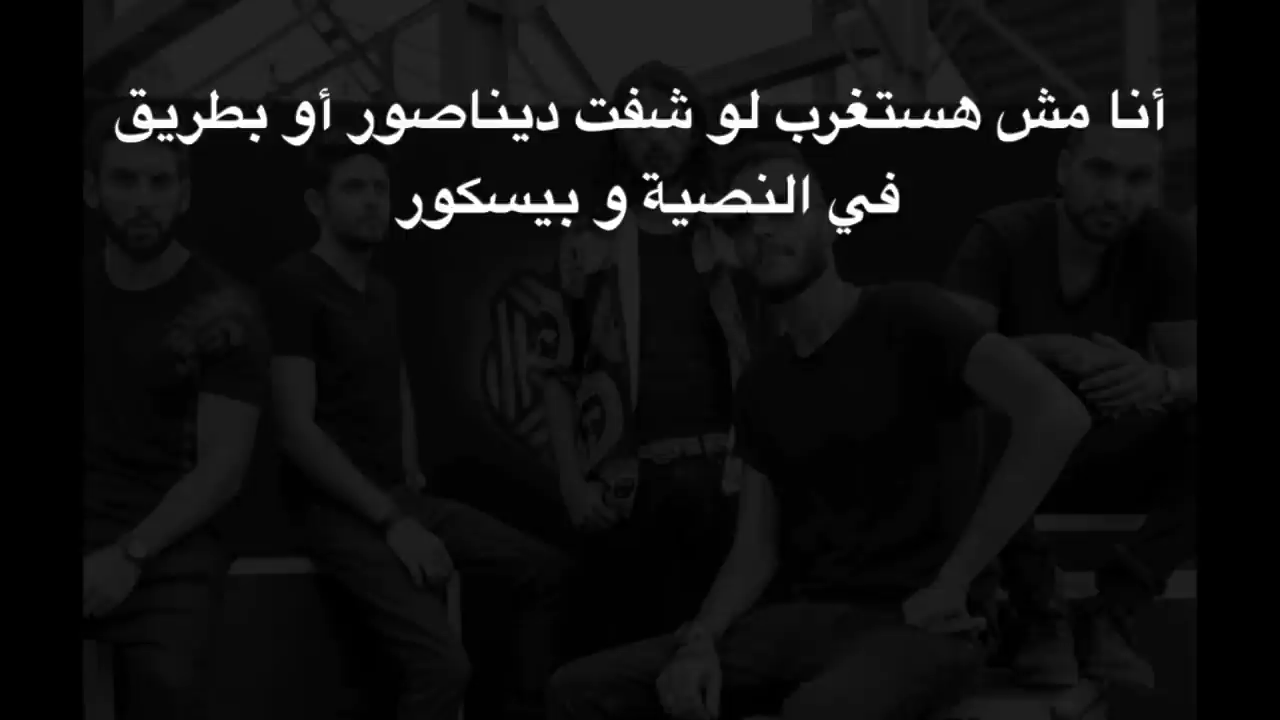 أنا مش هستغرب لو شفت ديناصور أو بطريق
في النصية و بيسكور